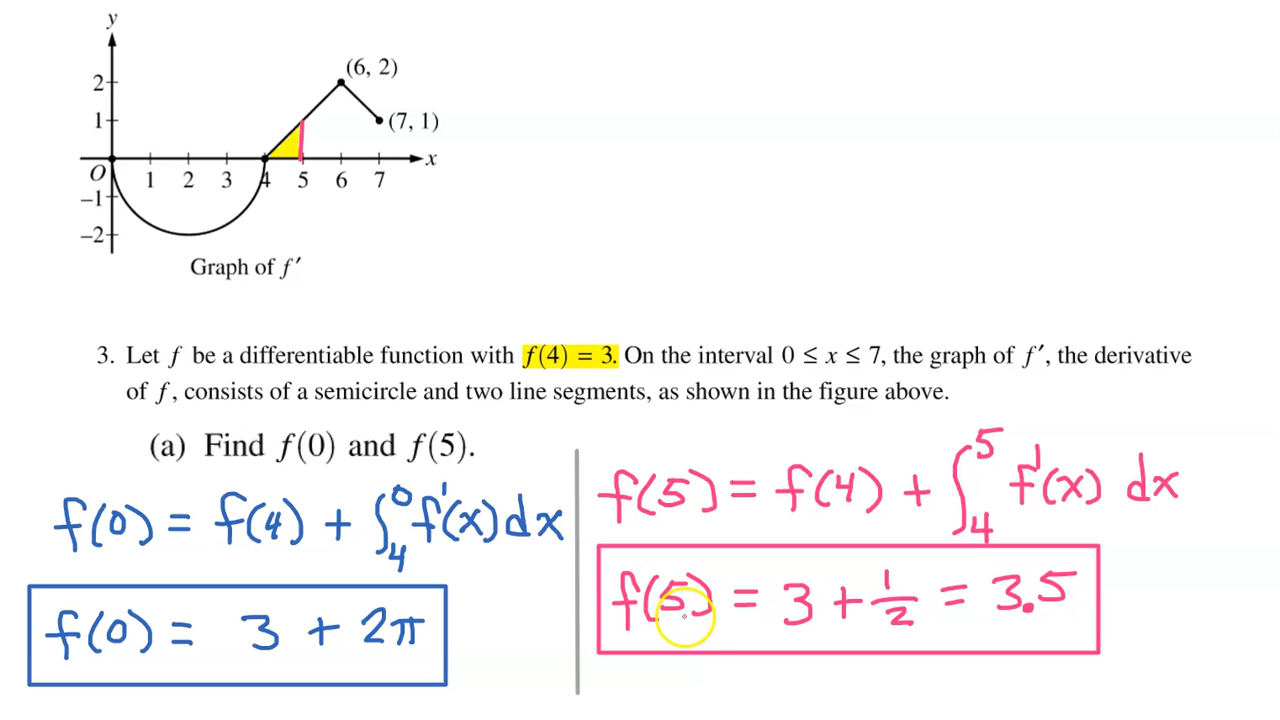 y
(6, 2)
2
1
(7, 1)
O
1 2 3 4 5 6 7
x
−1
−2
Graph of f′
3. Let f be a differentiable function with f(4) = 3. On the interval 0 ≤ x ≤ 7, the graph of f′, the derivative
of f, consists of a semicircle and two line segments, as shown in the figure above.
(a) Find f(0) and f(5).
f(0) = f(4) + ∫₄⁰ f′(x) dx
f(0) = 3 + 2π
f(5) = f(4) + ∫₄⁵ f′(x) dx
f(5) = 3 + 1/2 = 3.5